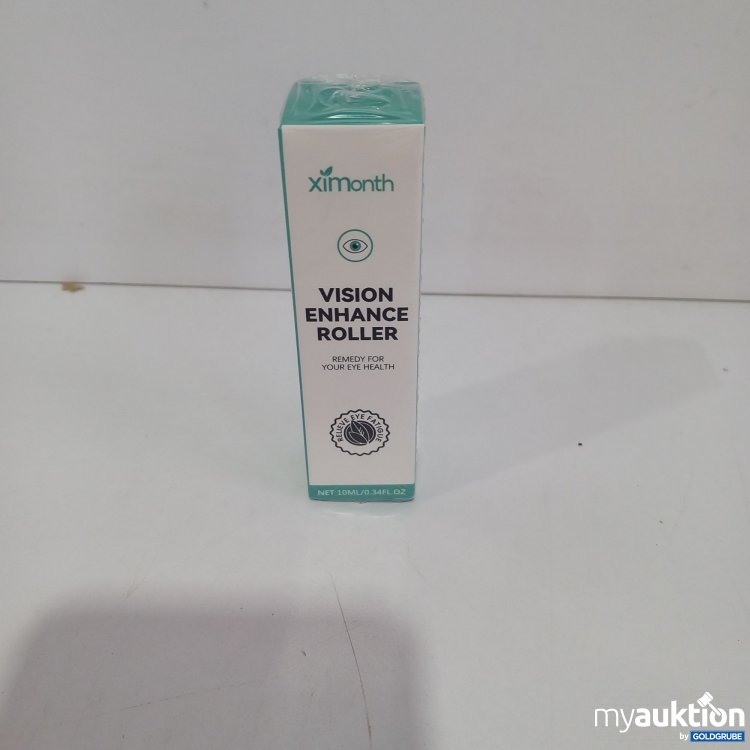 ximonth
VISION
ENHANCE
ROLLER
REMEDY FOR
YOUR EYE HEALTH
RELIEVE EYE FATIGUE
NET 10ML/0.34FL.OZ
myauktion
by GOLDGRUBE